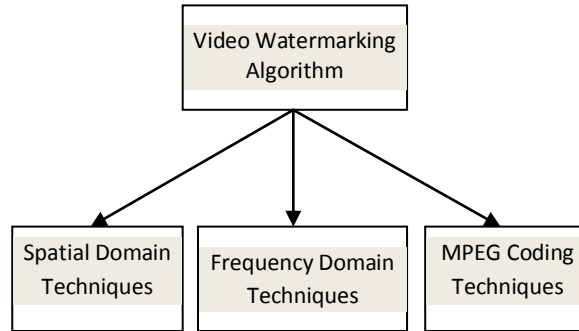 Video Watermarking
Algorithm
Spatial Domain
Techniques
Frequency Domain
Techniques
MPEG Coding
Techniques